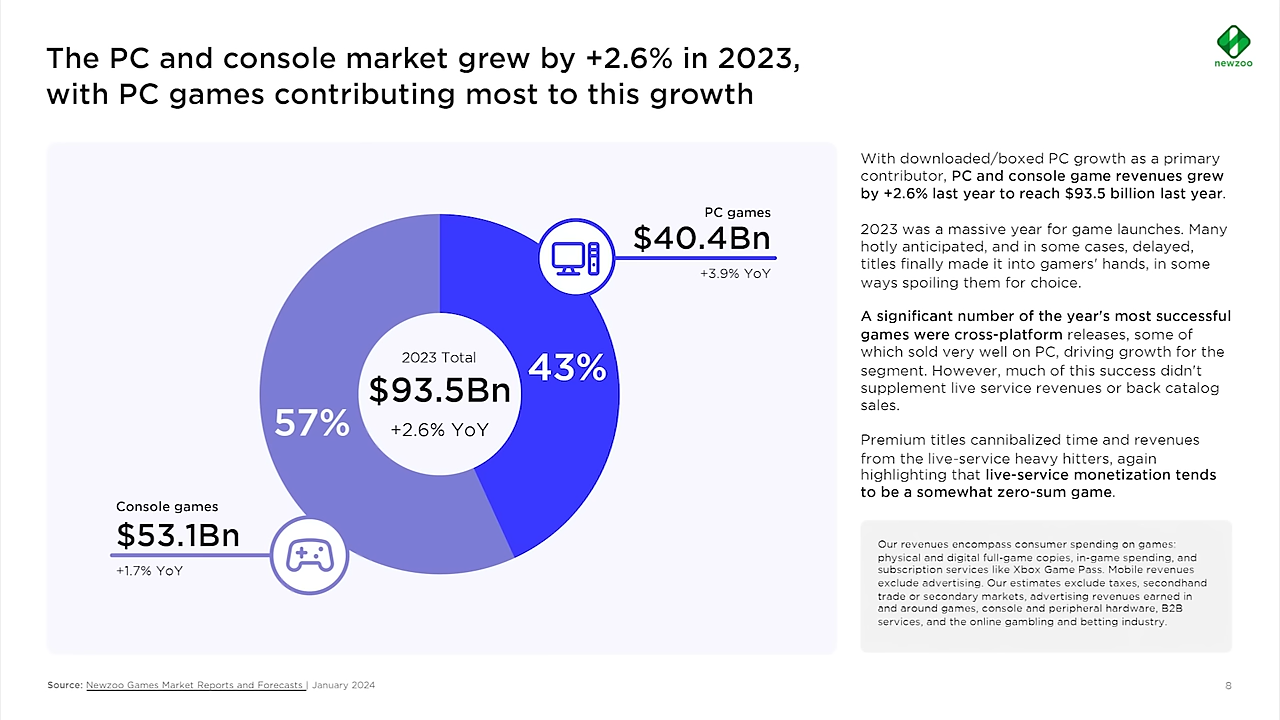 The PC and console market grew by +2.6% in 2023,
with PC games contributing most to this growth
newzoo
PC games
$40.4Bn
+3.9% YoY
2023 Total
$93.5Bn
+2.6% YoY
43%
57%
Console games
$53.1Bn
+1.7% YoY
With downloaded/boxed PC growth as a primary
contributor, PC and console game revenues grew
by +2.6% last year to reach $93.5 billion last year.
2023 was a massive year for game launches. Many
hotly anticipated, and in some cases, delayed,
titles finally made it into gamers' hands, in some
ways spoiling them for choice.
A significant number of the year's most successful
games were cross-platform releases, some of
which sold very well on PC, driving growth for the
segment. However, much of this success didn't
supplement live service revenues or back catalog
sales.
Premium titles cannibalized time and revenues
from the live-service heavy hitters, again
highlighting that live-service monetization tends
to be a somewhat zero-sum game.
Our revenues encompass consumer spending on games:
physical and digital full-game copies, in-game spending, and
subscription services like Xbox Game Pass. Mobile revenues
exclude advertising. Our estimates exclude taxes, secondhand
trade or secondary markets, advertising revenues earned in
and around games, console and peripheral hardware, B2B
services, and the online gambling and betting industry.
Source: Newzoo Games Market Reports and Forecasts | January 2024
8